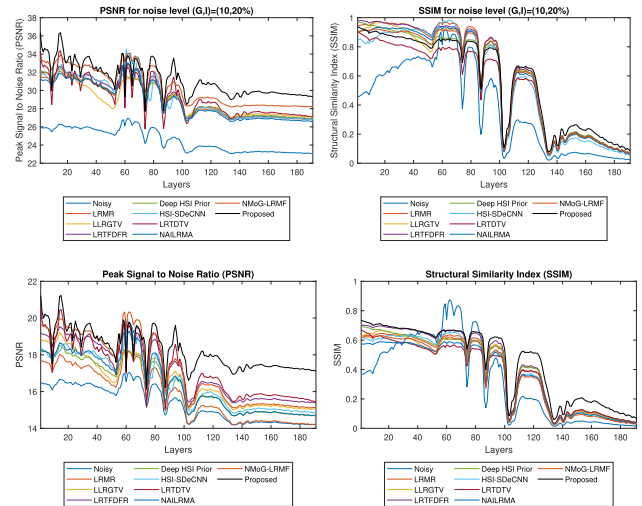 PSNR for noise level (G,I)=(10,20%)
Peak Signal to Noise Ratio (PSNR)
38
36
34
32
30
28
26
24
22
20 40 60 80 100 120 140 160 180
Layers
Noisy Deep HSI Prior NMoG-LRMF
LRMR HSI-SDeCNN Proposed
LLRGTV LRTDTV
LRTFDFR NAILRMA
SSIM for noise level (G,I)=(10,20%)
Structural Similarity Index (SSIM)
1
0.8
0.6
0.4
0.2
0
20 40 60 80 100 120 140 160 180
Layers
Noisy Deep HSI Prior NMoG-LRMF
LRMR HSI-SDeCNN Proposed
LLRGTV LRTDTV
LRTFDFR NAILRMA
Peak Signal to Noise Ratio (PSNR)
PSNR
22
20
18
16
14
20 40 60 80 100 120 140 160 180
Layers
Noisy Deep HSI Prior NMoG-LRMF
LRMR HSI-SDeCNN Proposed
LLRGTV LRTDTV
LRTFDFR NAILRMA
Structural Similarity Index (SSIM)
SSIM
1
0.8
0.6
0.4
0.2
0
20 40 60 80 100 120 140 160 180
Layers
Noisy Deep HSI Prior NMoG-LRMF
LRMR HSI-SDeCNN Proposed
LLRGTV LRTDTV
LRTFDFR NAILRMA